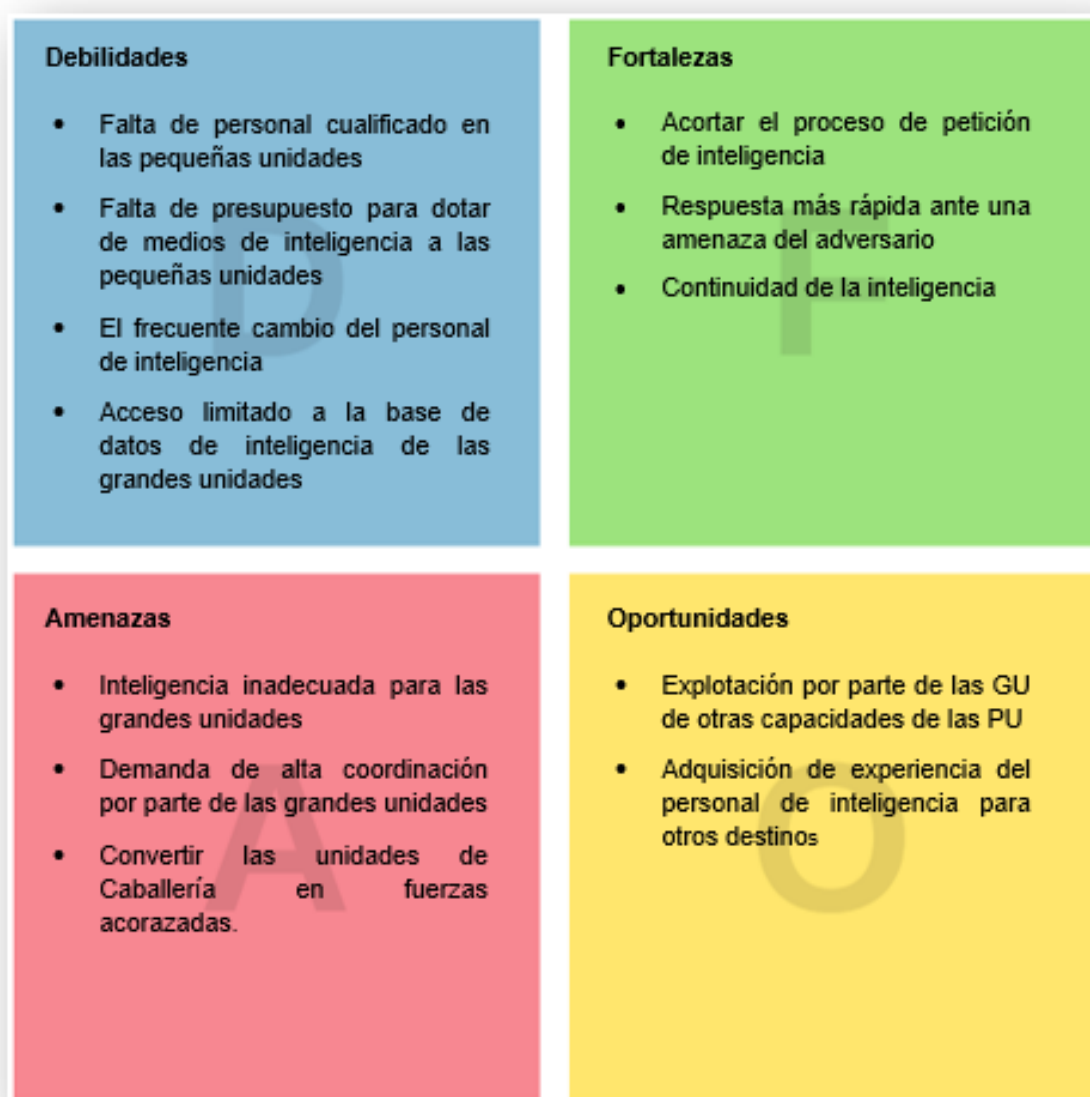 Debilidades
• Falta de personal cualificado en
las pequeñas unidades
• Falta de presupuesto para dotar
de medios de inteligencia a las
pequeñas unidades
• El frecuente cambio del personal
de inteligencia
• Acceso limitado a la base de
datos de inteligencia de las
grandes unidades
D
Fortalezas
• Acortar el proceso de petición
de inteligencia
• Respuesta más rápida ante una
amenaza del adversario
• Continuidad de la inteligencia
F
Amenazas
• Inteligencia inadecuada para las
grandes unidades
• Demanda de alta coordinación
por parte de las grandes unidades
• Convertir las unidades de
Caballería en fuerzas
acorazadas.
A
Oportunidades
• Explotación por parte de las GU
de otras capacidades de las PU
• Adquisición de experiencia del
personal de inteligencia para
otros destinos
O